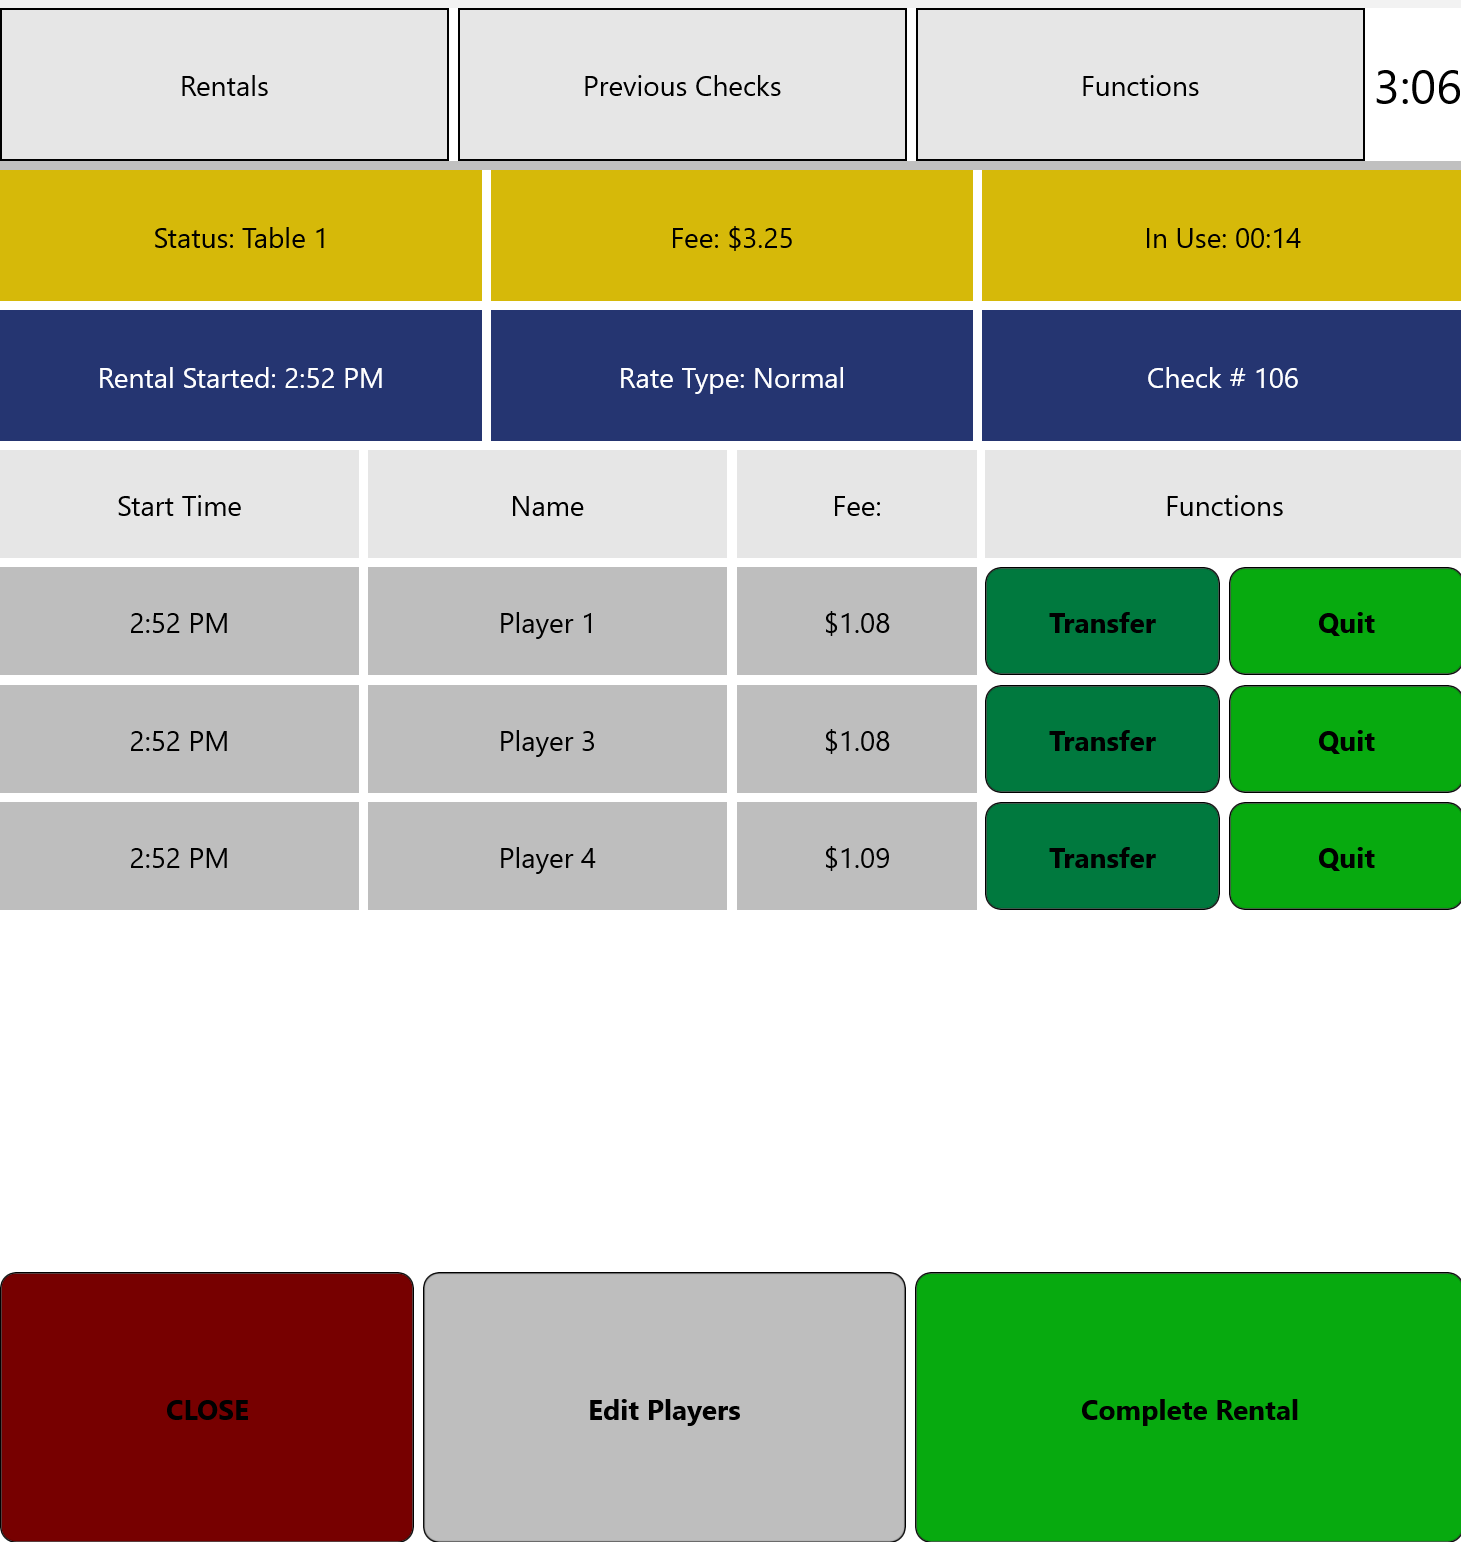 Rentals
Previous Checks
Functions
3:06
Status: Table 1
Fee: $3.25
In Use: 00:14
Rental Started: 2:52 PM
Rate Type: Normal
Check # 106
Start Time
Name
Fee:
Functions
2:52 PM
Player 1
$1.08
Transfer
Quit
2:52 PM
Player 3
$1.08
Transfer
Quit
2:52 PM
Player 4
$1.09
Transfer
Quit
CLOSE
Edit Players
Complete Rental